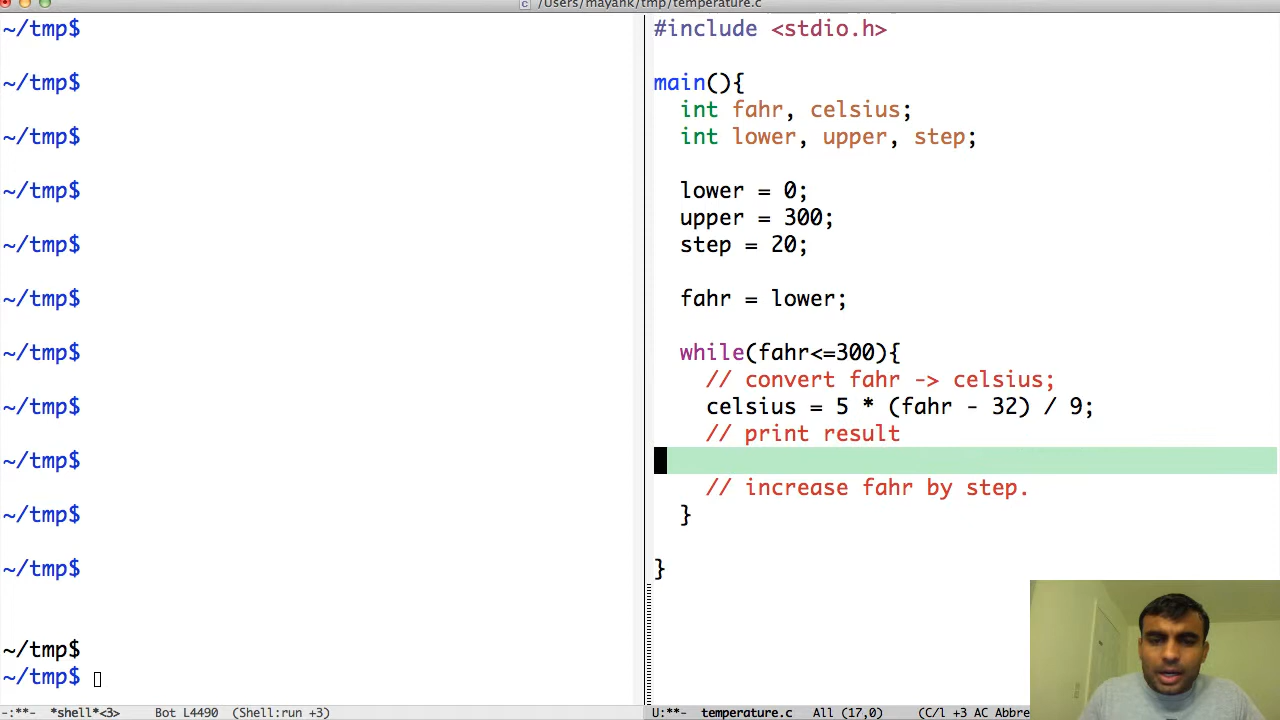 /Users/mayank/tmp/temperature.c
~/tmp$
~/tmp$
~/tmp$
~/tmp$
~/tmp$
~/tmp$
~/tmp$
~/tmp$
~/tmp$
~/tmp$
~/tmp$
~/tmp$
~/tmp$
-:**- *shell*<3> Bot L4490 (Shell:run +3)
#include <stdio.h>
main(){
int fahr, celsius;
int lower, upper, step;
lower = 0;
upper = 300;
step = 20;
fahr = lower;
while(fahr<=300){
// convert fahr -> celsius;
celsius = 5 * (fahr - 32) / 9;
// print result
// increase fahr by step.
}
}
U:**- temperature.c All (17,0) (C/l +3 AC Abbre